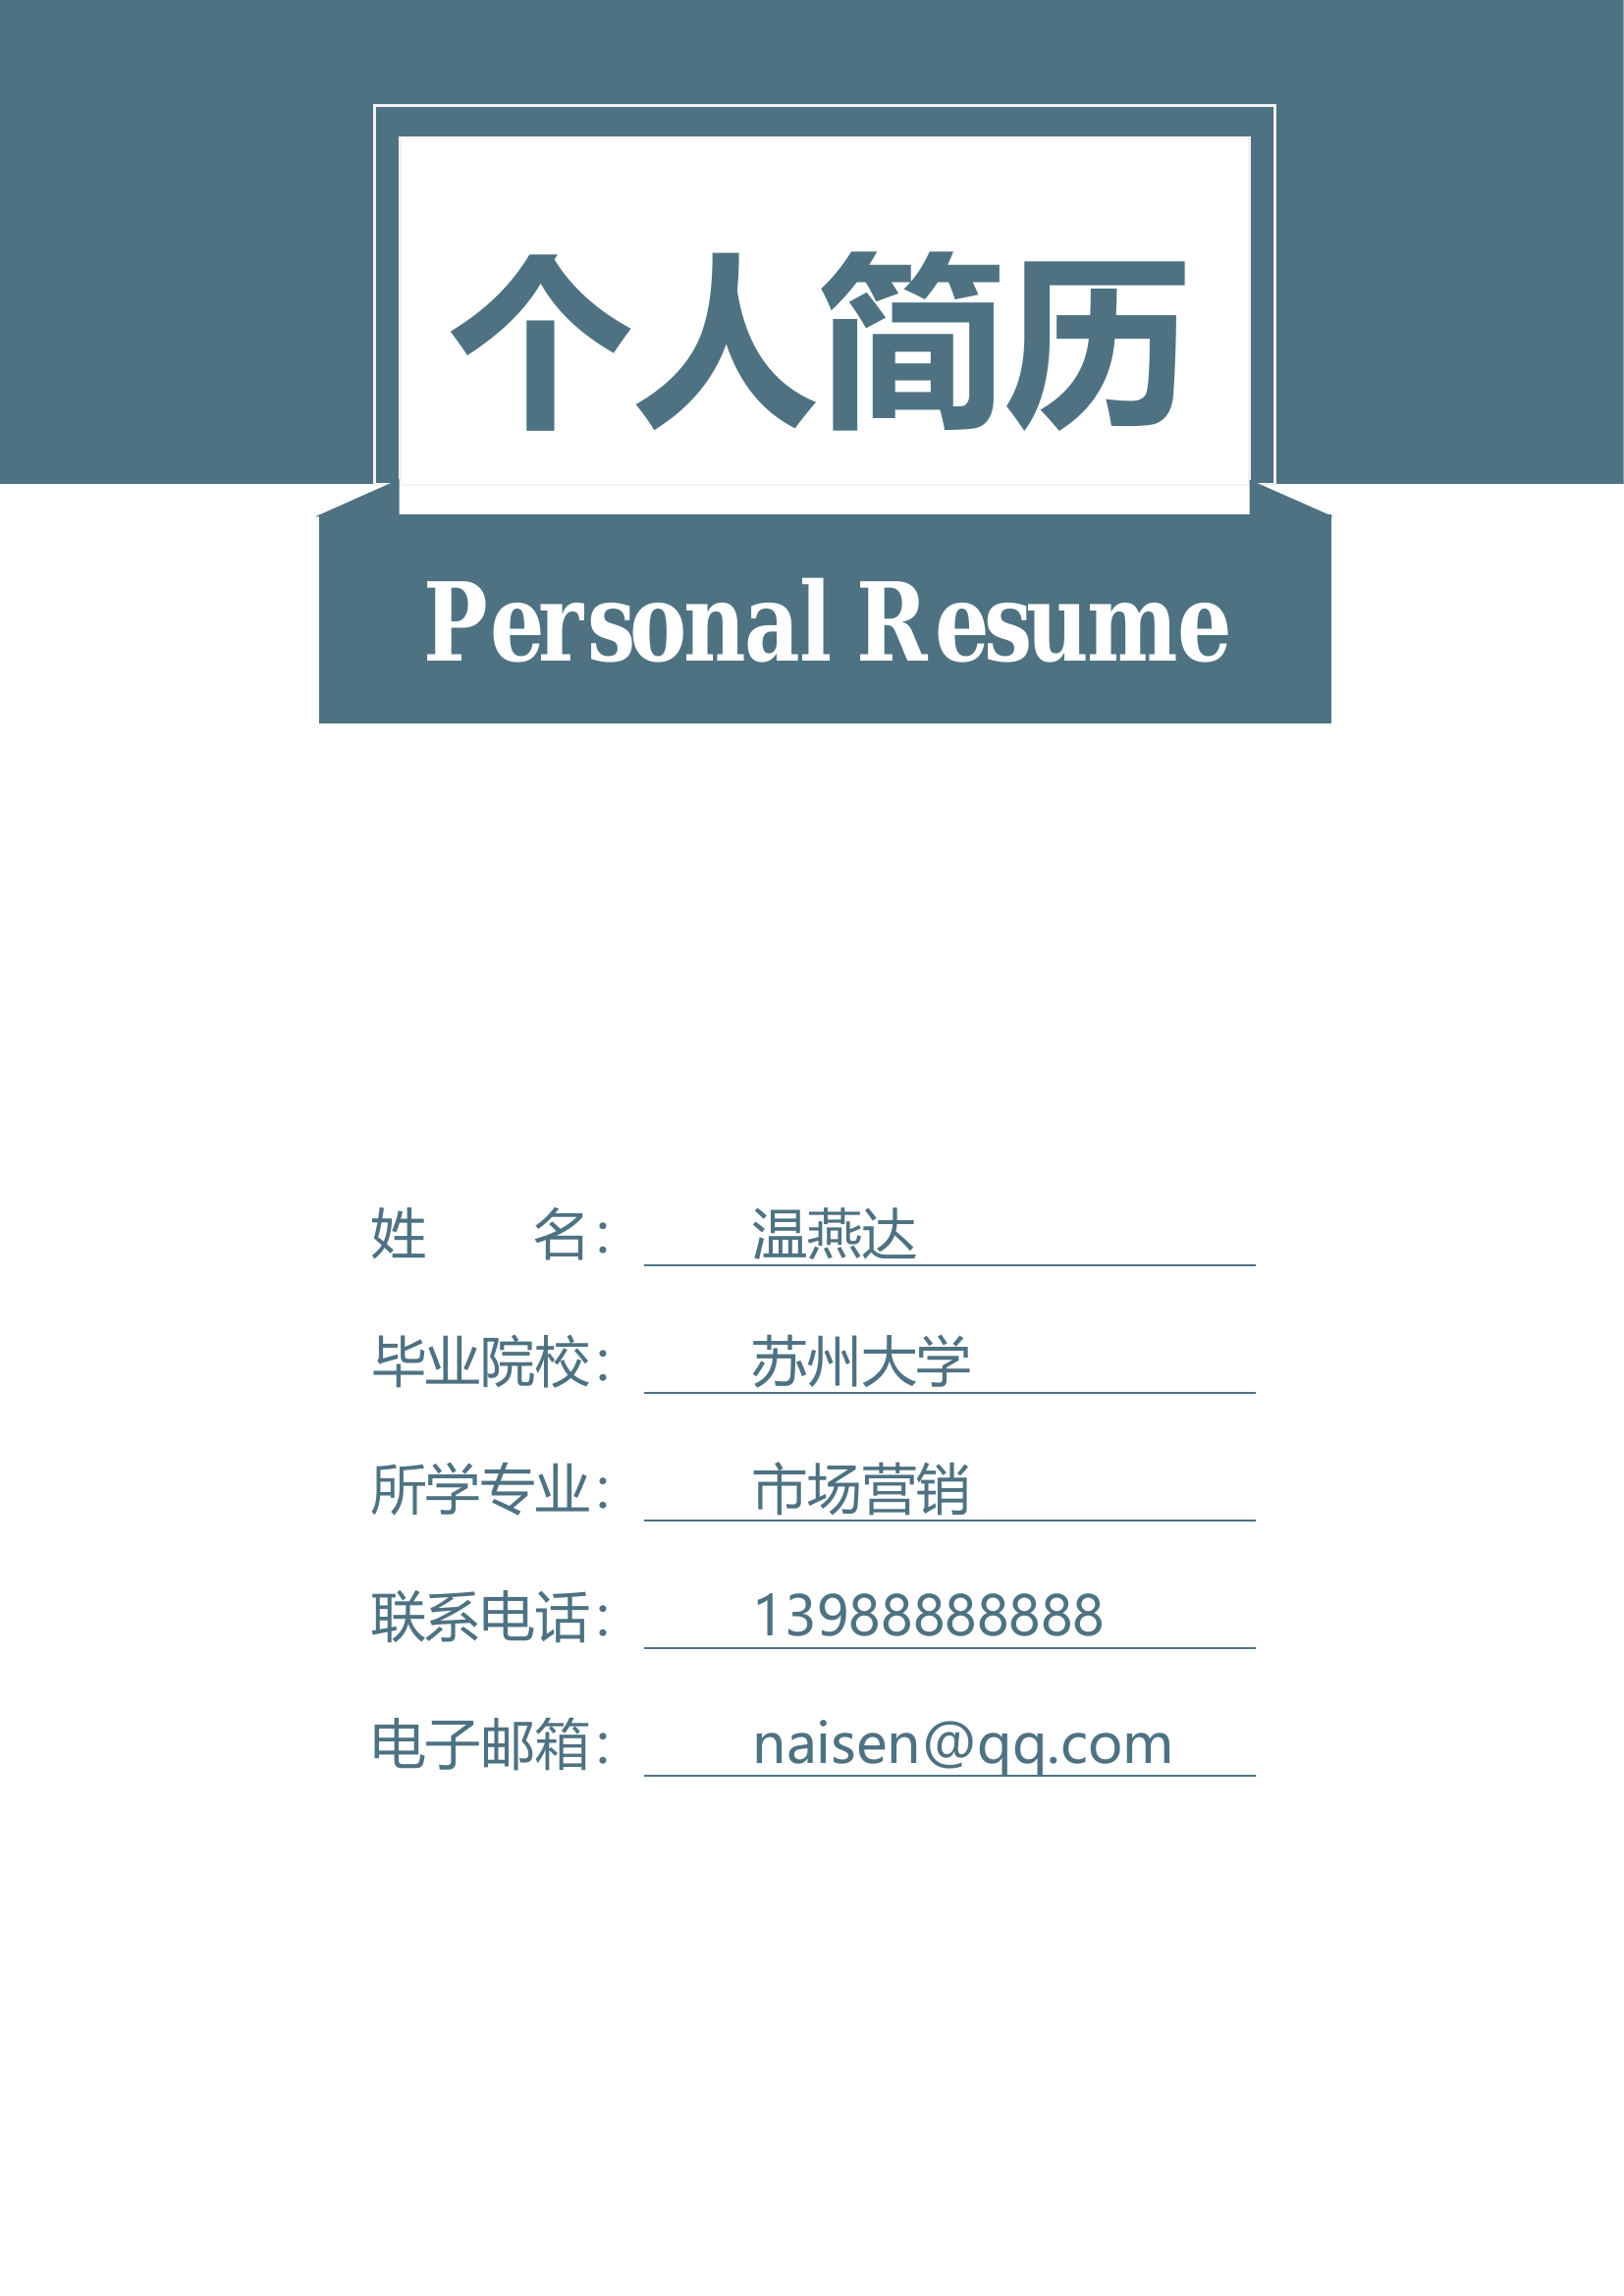 个人简历
Personal Resume
姓 名： 温燕达
毕业院校： 苏州大学
所学专业： 市场营销
联系电话： 13988888888
电子邮箱： naisen@qq.com